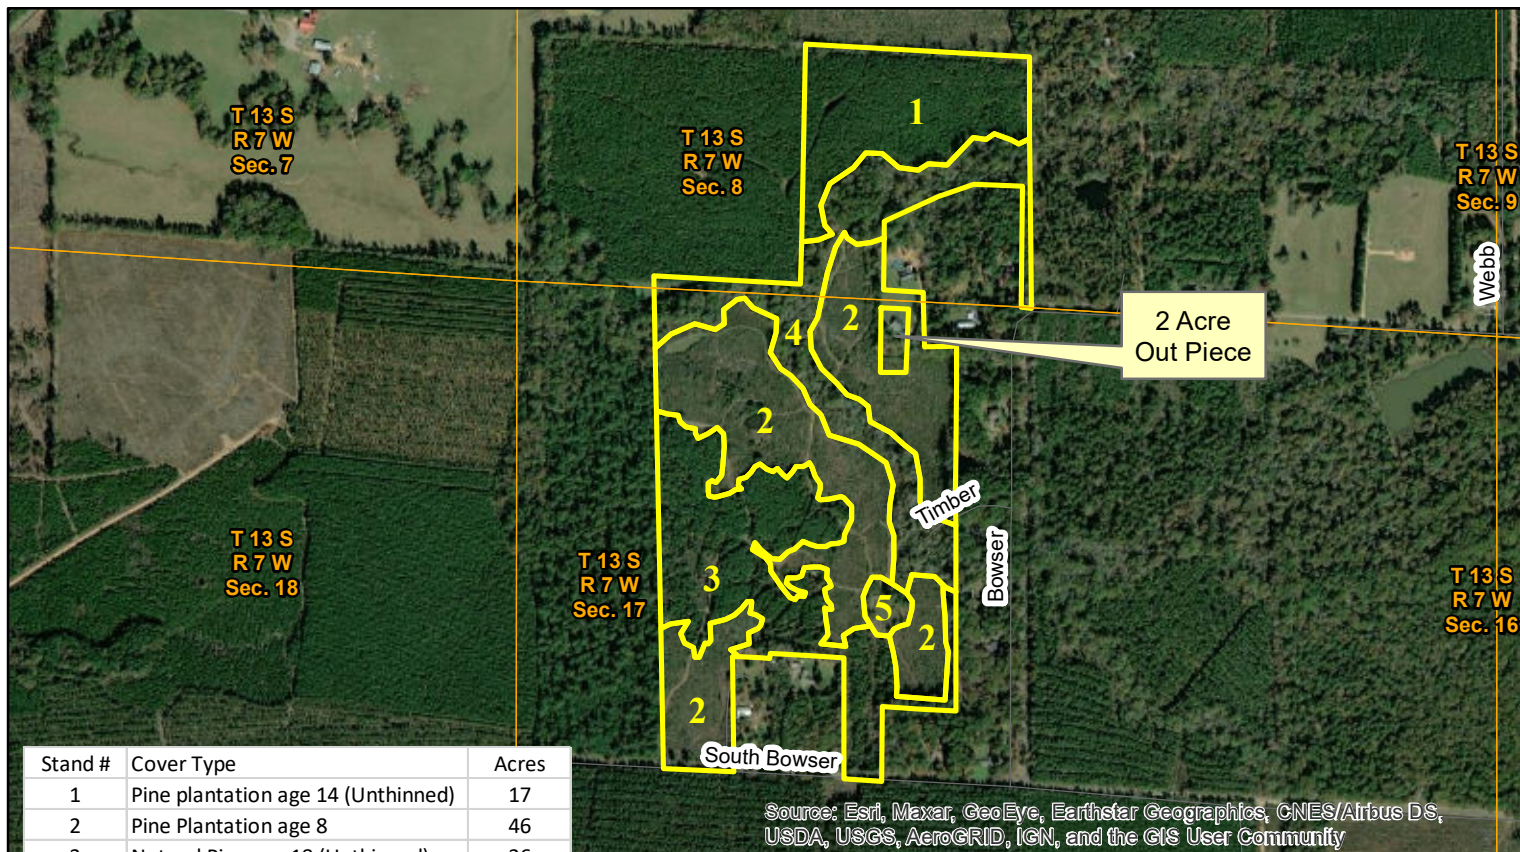 1
T 13 S
R 7 W
Sec. 7
T 13 S
R 7 W
Sec. 8
T 13 S
R 7 W
Sec. 9
Webb
2
4
2 Acre
Out Piece
2
Timber
T 13 S
R 7 W
Sec. 18
T 13 S
R 7 W
Sec. 17
3
Bowser
T 13 S
R 7 W
Sec. 16
5
2
2
South Bowser
Stand # Cover Type Acres
1 Pine plantation age 14 (Unthinned) 17
2 Pine Plantation age 8 46
Source: Esri, Maxar, GeoEye, Earthstar Geographics, CNES/Airbus DS,
USDA, USGS, AeroGRID, IGN, and the GIS User Community